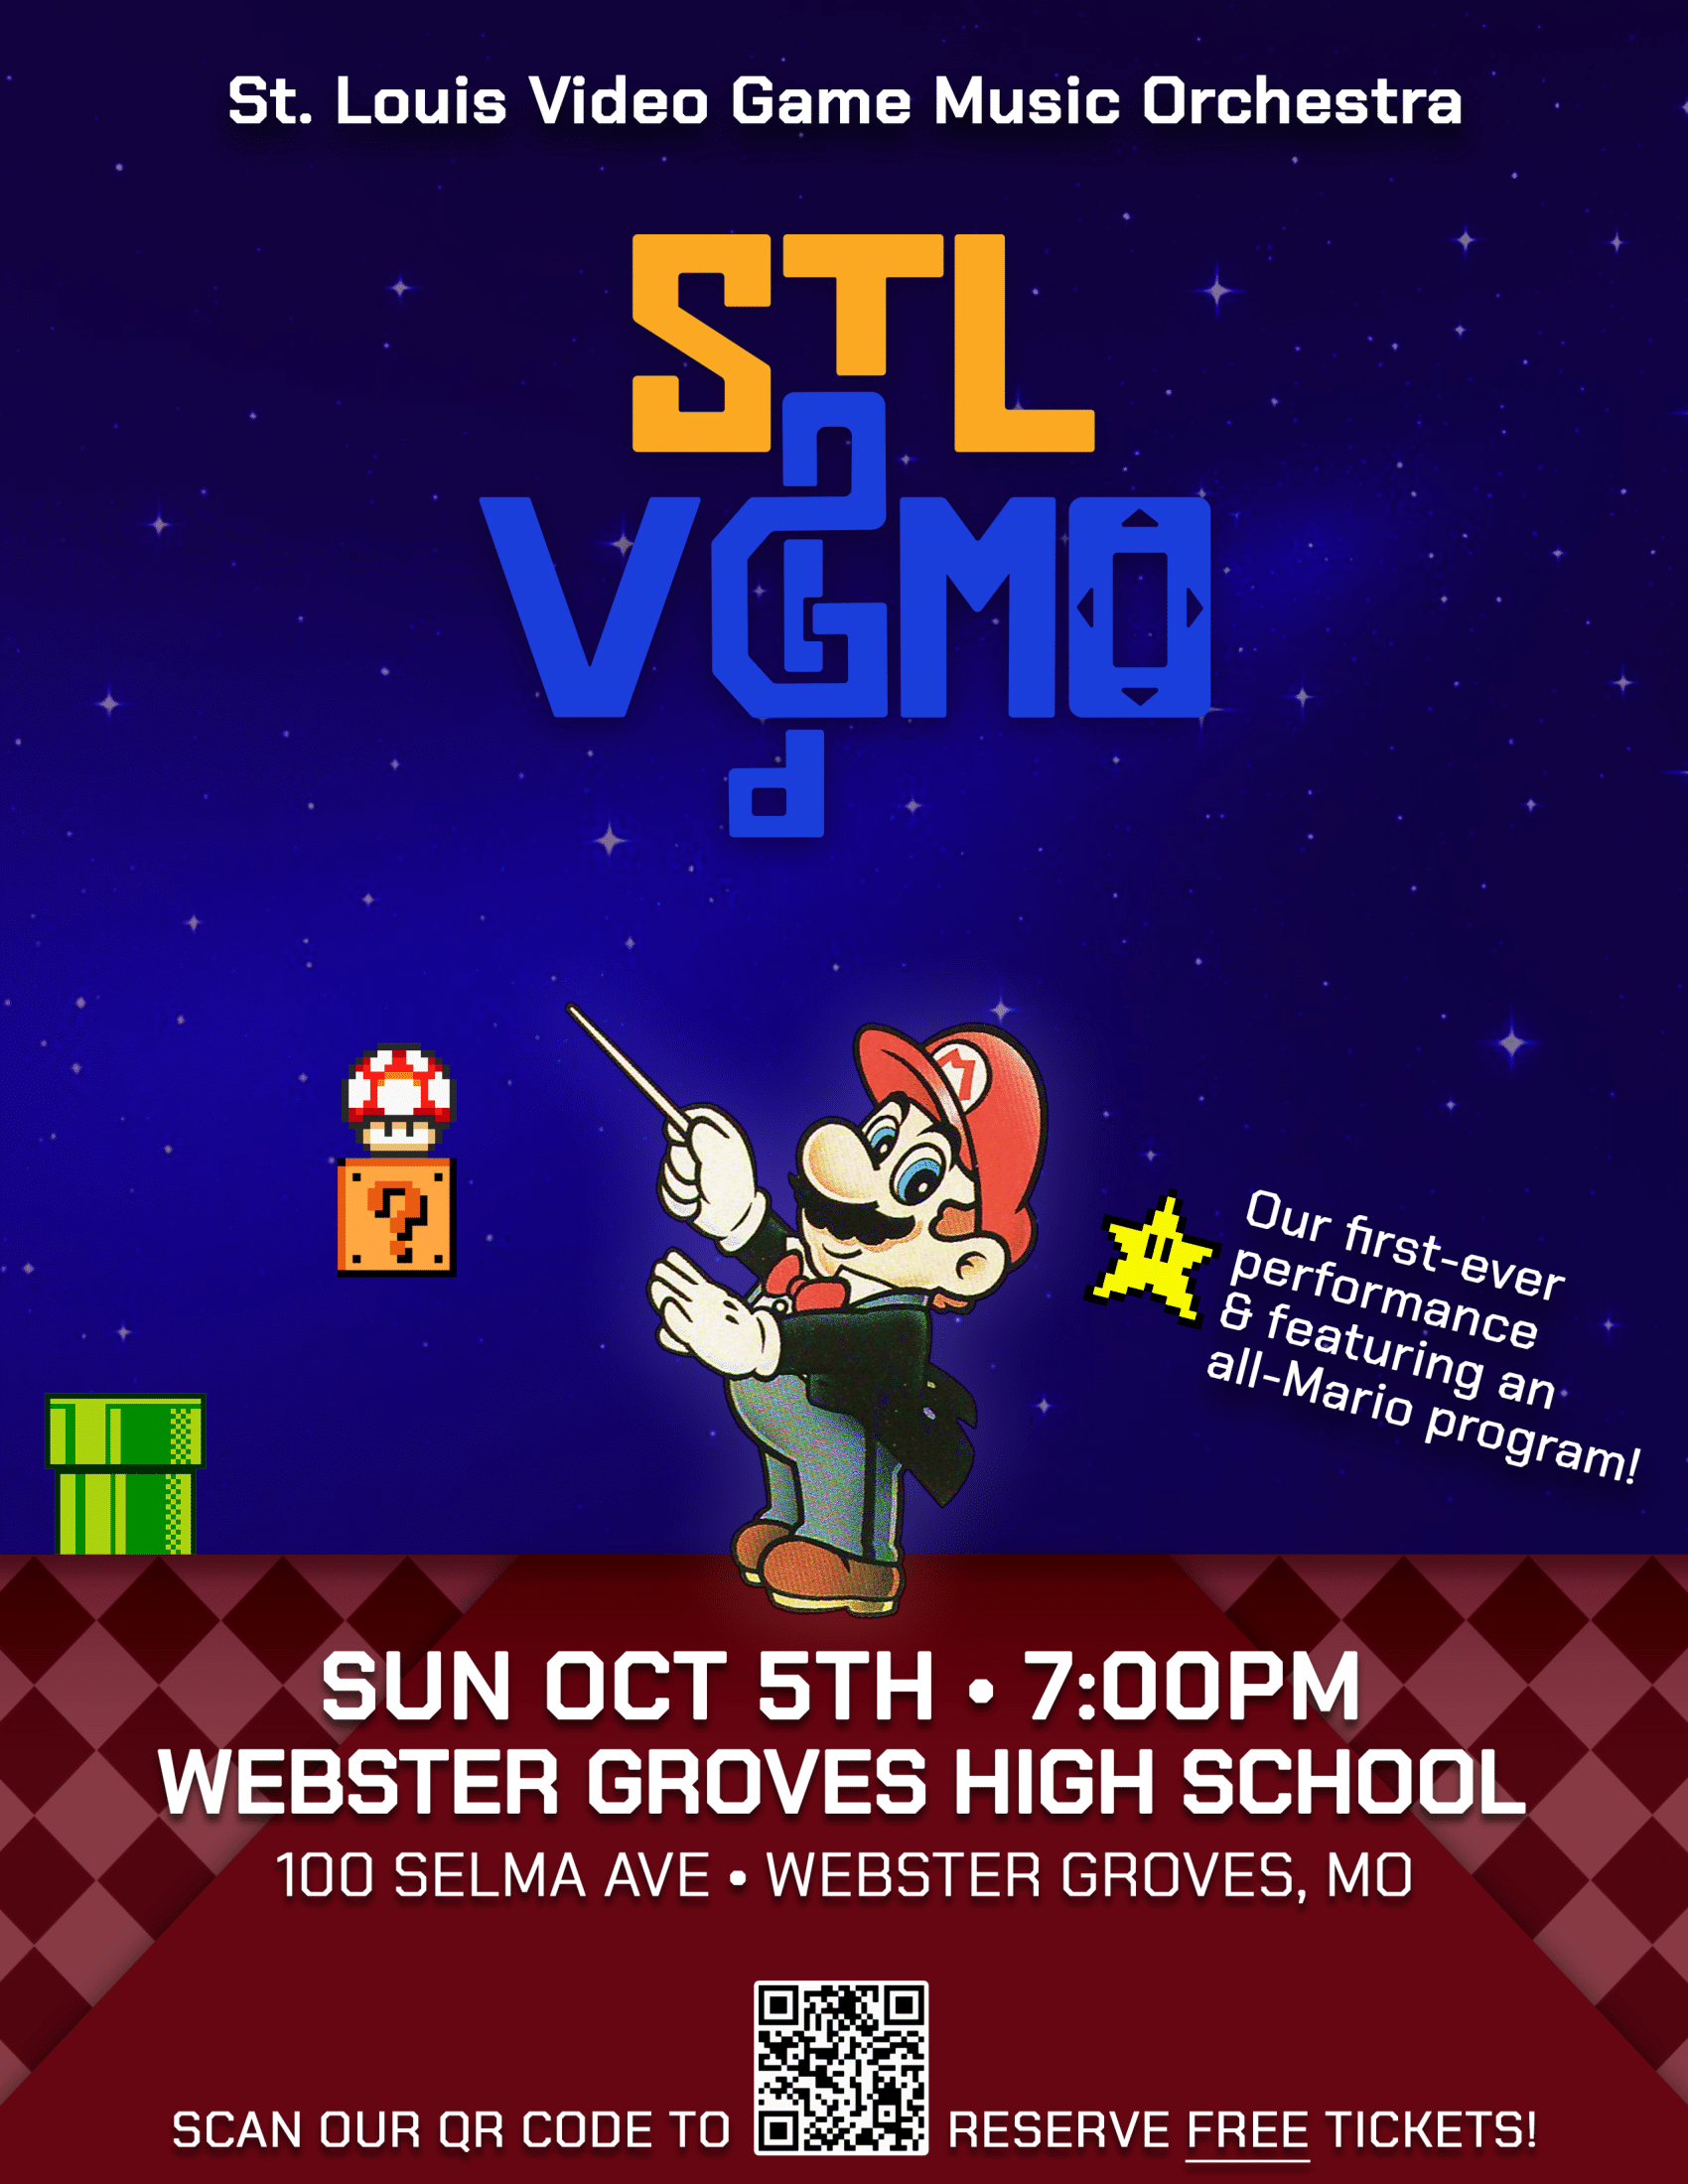 St. Louis Video Game Music Orchestra
STL
VGMO
M
?
Our first-ever
performance
& featuring an
all-Mario program!
SUN OCT 5TH • 7:00PM
WEBSTER GROVES HIGH SCHOOL
100 SELMA AVE • WEBSTER GROVES, MO
SCAN OUR QR CODE TO RESERVE FREE TICKETS!